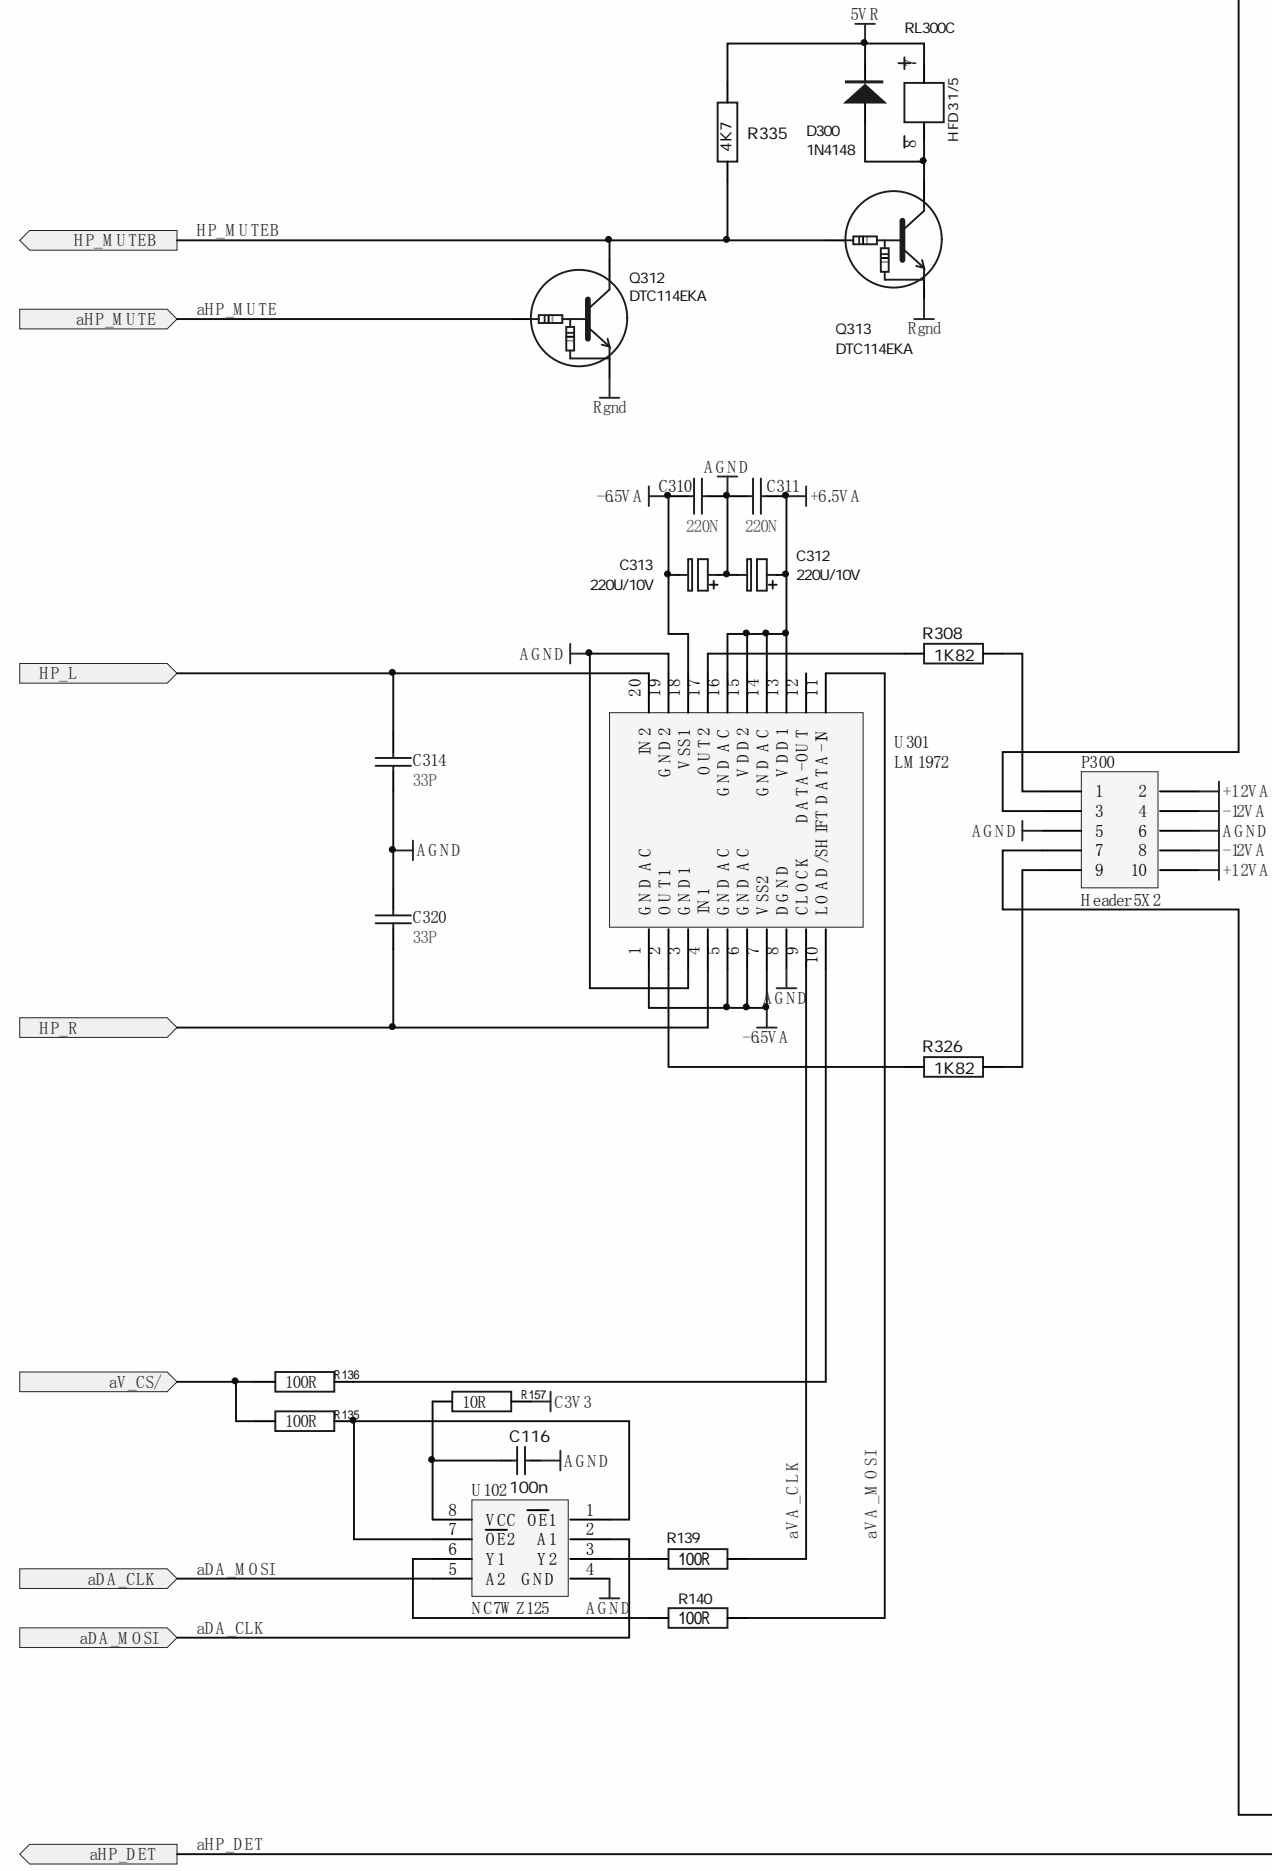 5VR
RL300C
4
4K7
R335
D300
1N4148
HFD31/5
8
HP_MUTEB
HP_MUTEB
Q312
DTC114EKA
aHP_MUTE
aHP_MUTE
Q313
DTC114EKA
Rgnd
Rgnd
AGND
-6.5VA
C310
C311
+6.5VA
220N
220N
C313
220U/10V
+
+
C312
220U/10V
R308
1K82
AGND
HP_L
20
19
18
17
16
15
14
13
12
11
IN2
GND2
VSS1
OUT2
GNDAC
VDD2
GNDAC
VDD1
DATA-OUT
DATA-IN
U301
LM1972
C314
33P
P300
1 2
3 4
5 6
7 8
9 10
+12VA
-12VA
AGND
AGND
-12VA
+12VA
Header5X2
AGND
GNDAC
OUT1
GND1
IN1
GNDAC
GNDAC
VSS2
DGND
CLOCK
LOAD/SHIFT
C320
33P
1
2
3
4
5
6
7
8
9
10
AGND
HP_R
-6.5VA
R326
1K82
aV_CS/
100R
R136
100R
R135
10R
R157
C3V3
C116
AGND
100n
U102
aVA_CLK
aVA_MOSI
8 VCC OE1 1
7 OE2 A1 2
6 Y1 Y2 3
5 A2 GND 4
R139
100R
aDA_CLK
aDA_MOSI
NC7WZ125
AGND
R140
100R
aDA_MOSI
aDA_CLK
aHP_DET
aHP_DET